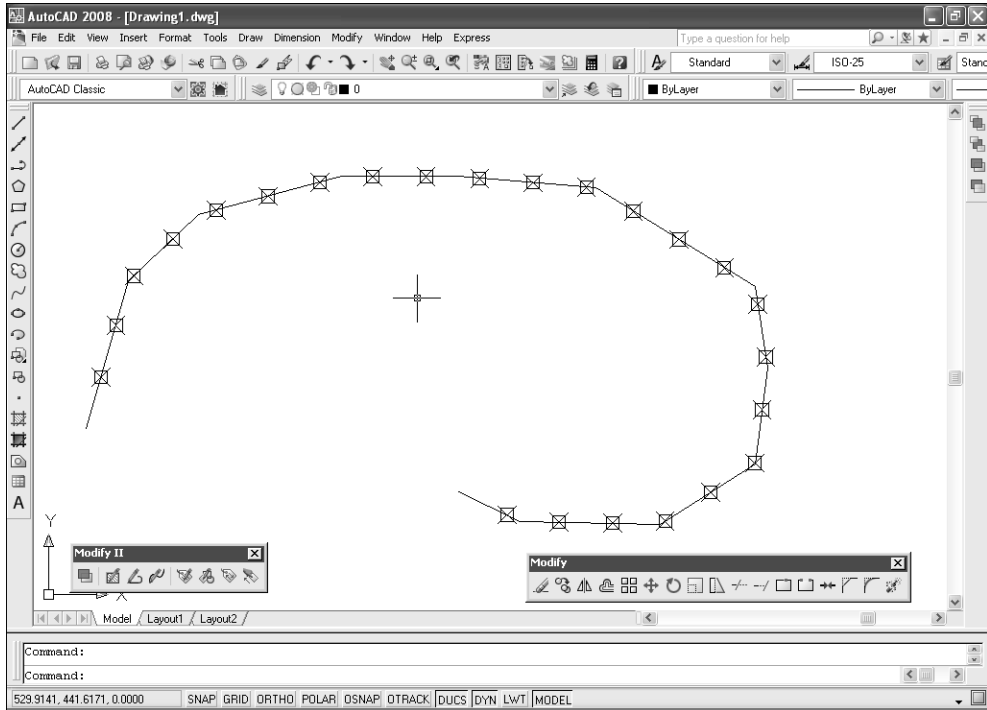 AutoCAD 2008 - [Drawing1.dwg]
File Edit View Insert Format Tools Draw Dimension Modify Window Help Express
Type a question for help
Standard
ISO-25
Stanc
AutoCAD Classic
0
ByLayer
ByLayer
A
Y
X
Modify II
Modify
Model Layout1 Layout2
Command:
Command:
529.9141, 441.6171, 0.0000 SNAP GRID ORTHO POLAR OSNAP OTRACK DUCS DYN LWT MODEL